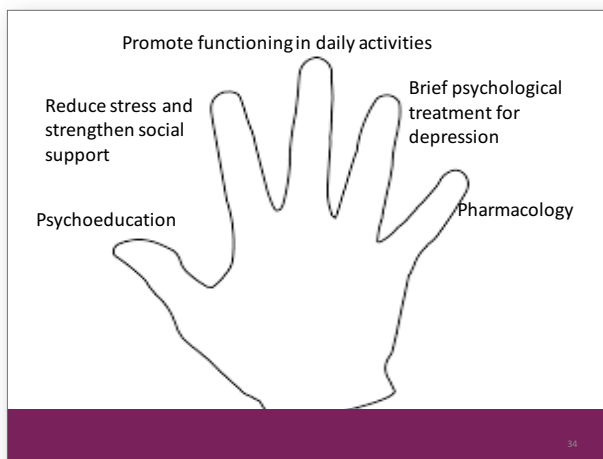 Promote functioning in daily activities
Reduce stress and
strengthen social
support
Brief psychological
treatment for
depression
Psychoeducation
Pharmacology
34